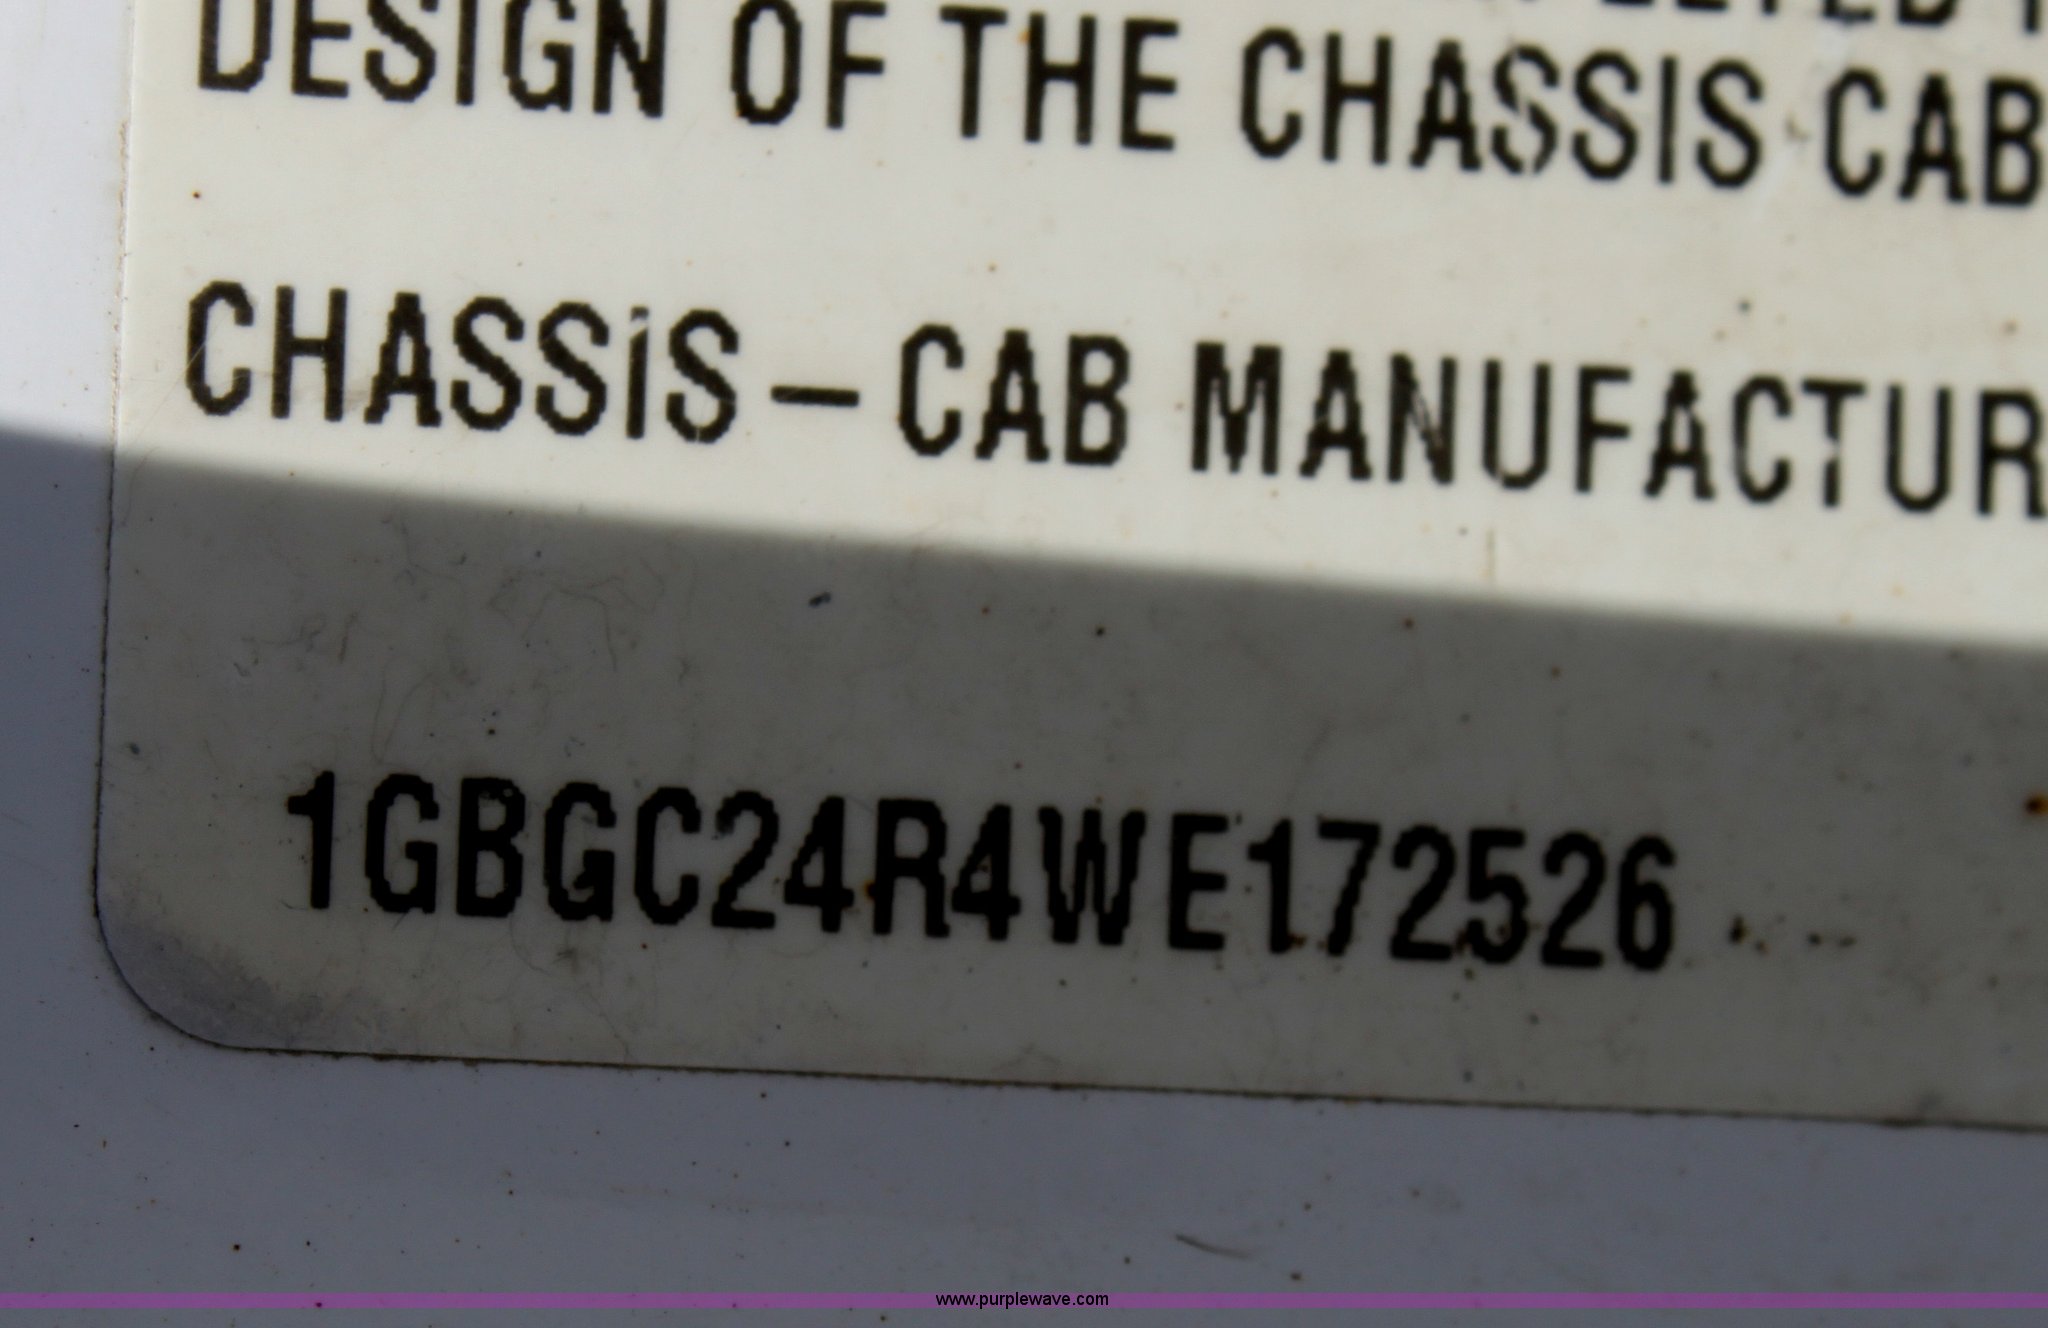 DESIGN OF THE CHASSIS CAB
CHASSIS – CAB MANUFACTUR
1GBGC24R4WE172526
www.purplewave.com